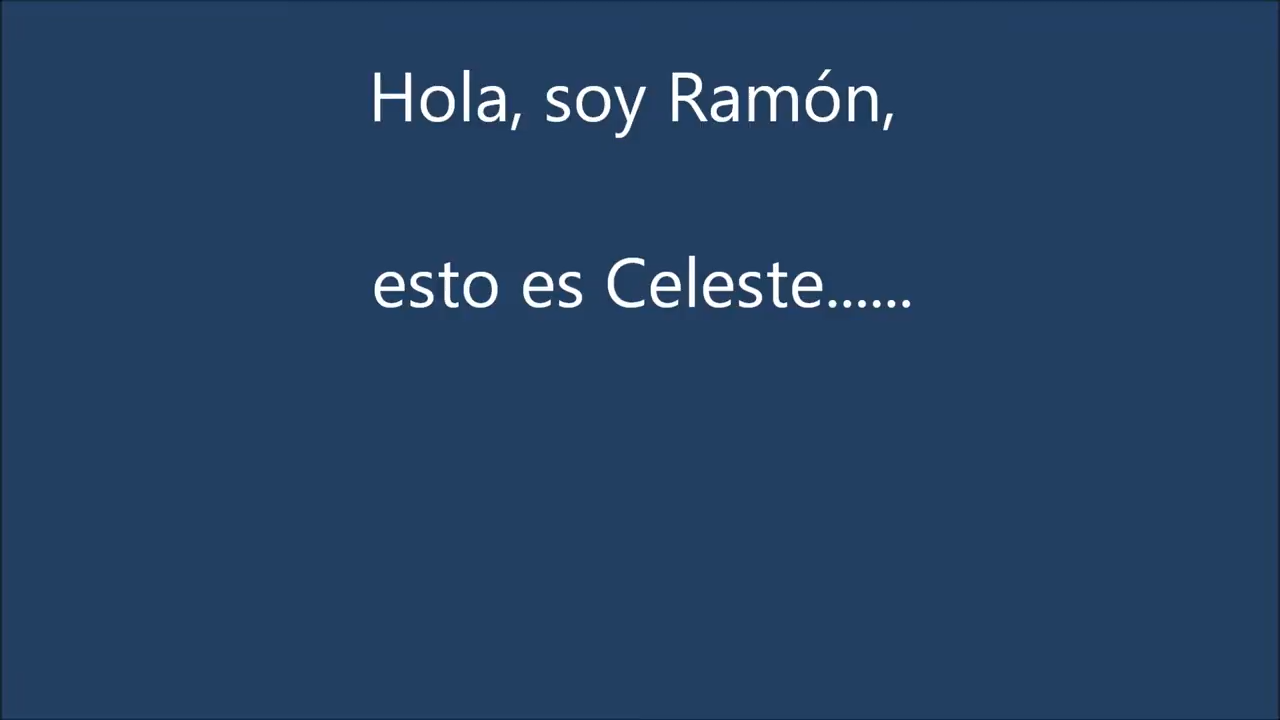 Hola, soy Ramón,
esto es Celeste......